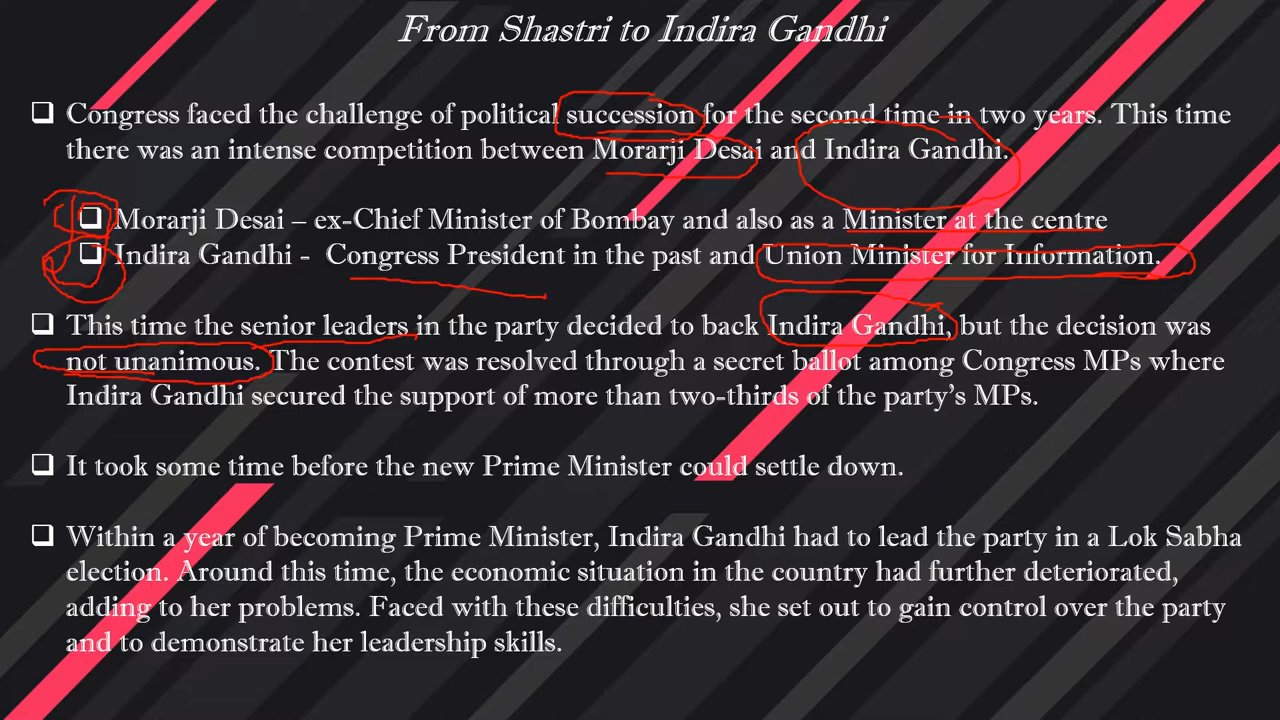 From Shastri to Indira Gandhi
Congress faced the challenge of political succession for the second time in two years. This time
there was an intense competition between Morarji Desai and Indira Gandhi.
Morarji Desai – ex-Chief Minister of Bombay and also as a Minister at the centre
Indira Gandhi - Congress President in the past and Union Minister for Information.
This time the senior leaders in the party decided to back Indira Gandhi, but the decision was
not unanimous. The contest was resolved through a secret ballot among Congress MPs where
Indira Gandhi secured the support of more than two-thirds of the party's MPs.
It took some time before the new Prime Minister could settle down.
Within a year of becoming Prime Minister, Indira Gandhi had to lead the party in a Lok Sabha
election. Around this time, the economic situation in the country had further deteriorated,
adding to her problems. Faced with these difficulties, she set out to gain control over the party
and to demonstrate her leadership skills.